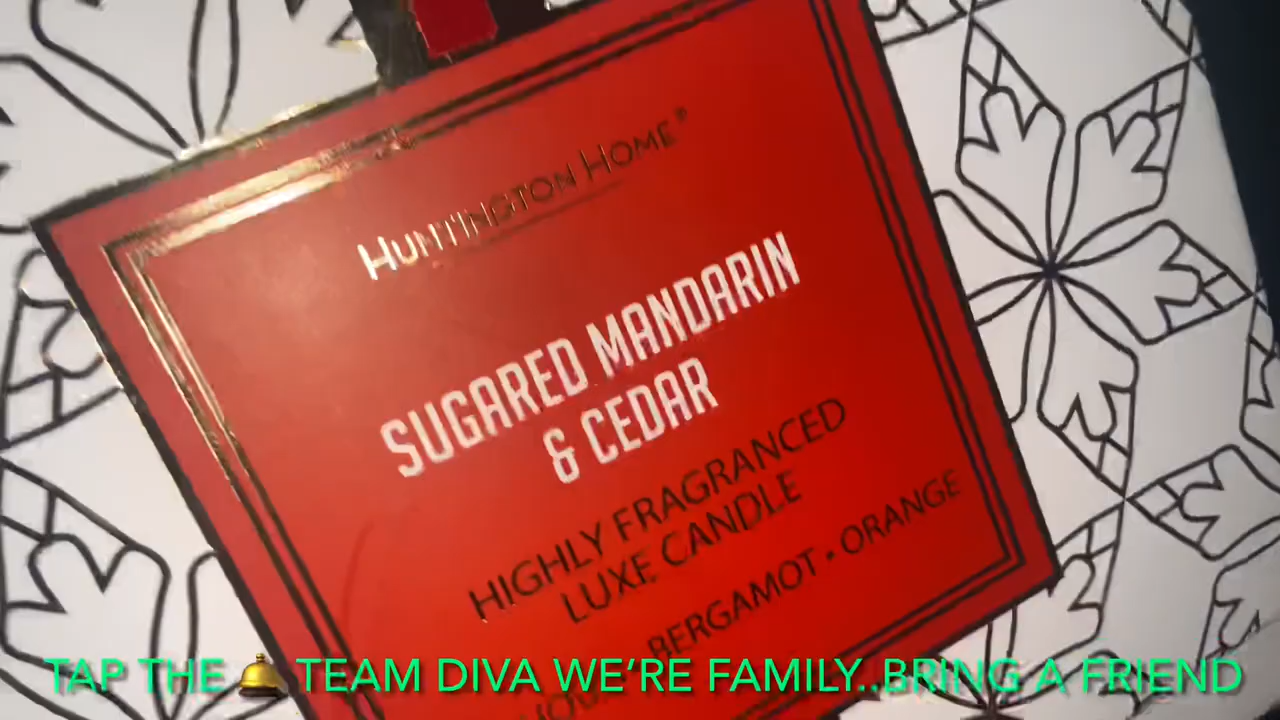 HUNTINGTON HOME®
SUGARED MANDARIN
& CEDAR
HIGHLY FRAGRANCED
LUXE CANDLE
BERGAMOT • ORANGE
TAP THE 🛎 TEAM DIVA WE'RE FAMILY..BRING A FRIEND